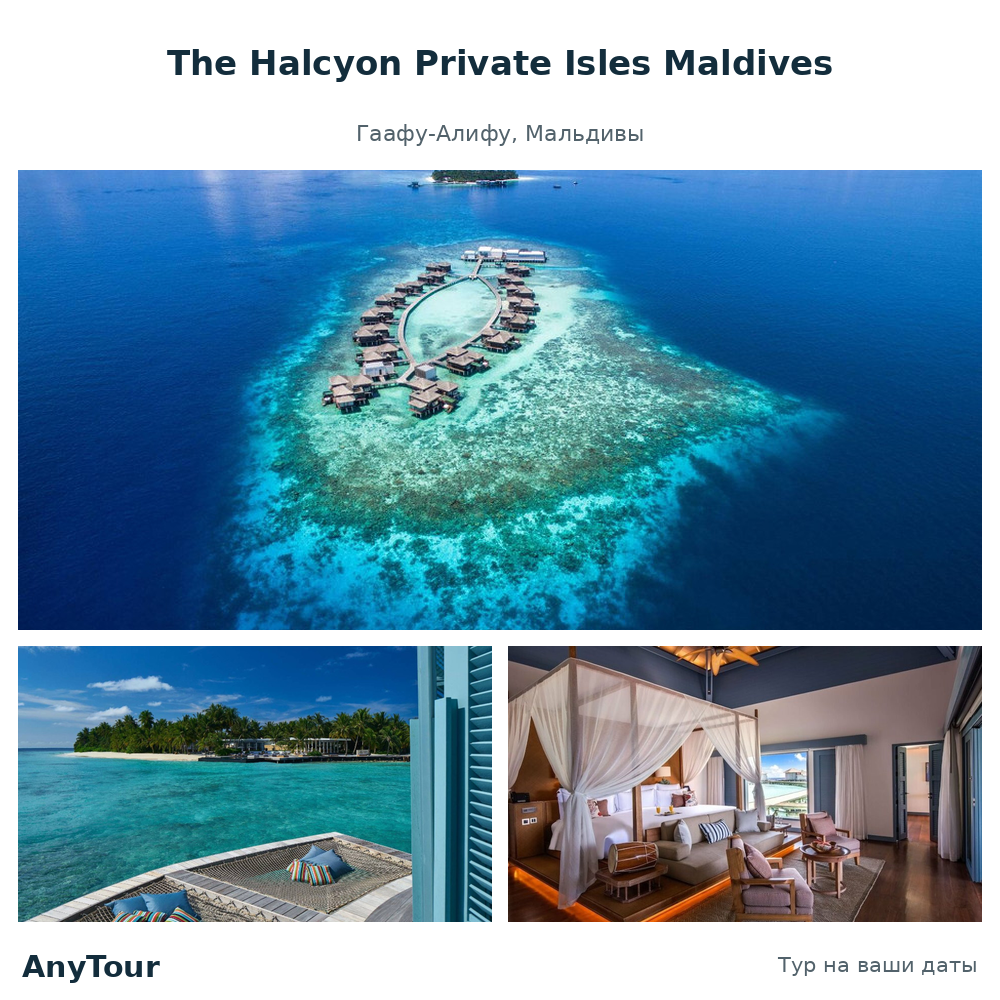 The Halcyon Private Isles Maldives
Гаафу-Алифу, Мальдивы
AnyTour
Тур на ваши даты